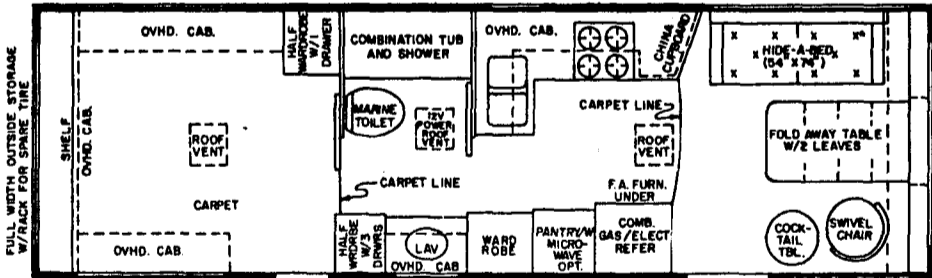 FULL WIDTH OUTSIDE STORAGE
W/RACK FOR SPARE TIRE
SHELF
OVHD. CAB.
OVHD. CAB.
HALF
WARDROBE
W/1
DRAWER
COMBINATION TUB
AND SHOWER
OVHD. CAB.
CHINA
CUPBOARD
HIDE-A-BED
(54" X 74")
MARINE
TOILET
12V
POWER
ROOF
VENT
CARPET LINE
ROOF
VENT
ROOF
VENT
FOLD AWAY TABLE
W/2 LEAVES
CARPET LINE
CARPET
F.A. FURN.
UNDER
OVHD. CAB.
HALF
WRDRBE
W/3
DRWRS
LAV
OVHD. CAB
WARD
ROBE
PANTRY/W
MICRO-
WAVE
OPT.
COMB.
GAS/ELECT
REFER
COCK-
TAIL
TBL.
SWIVEL
CHAIR